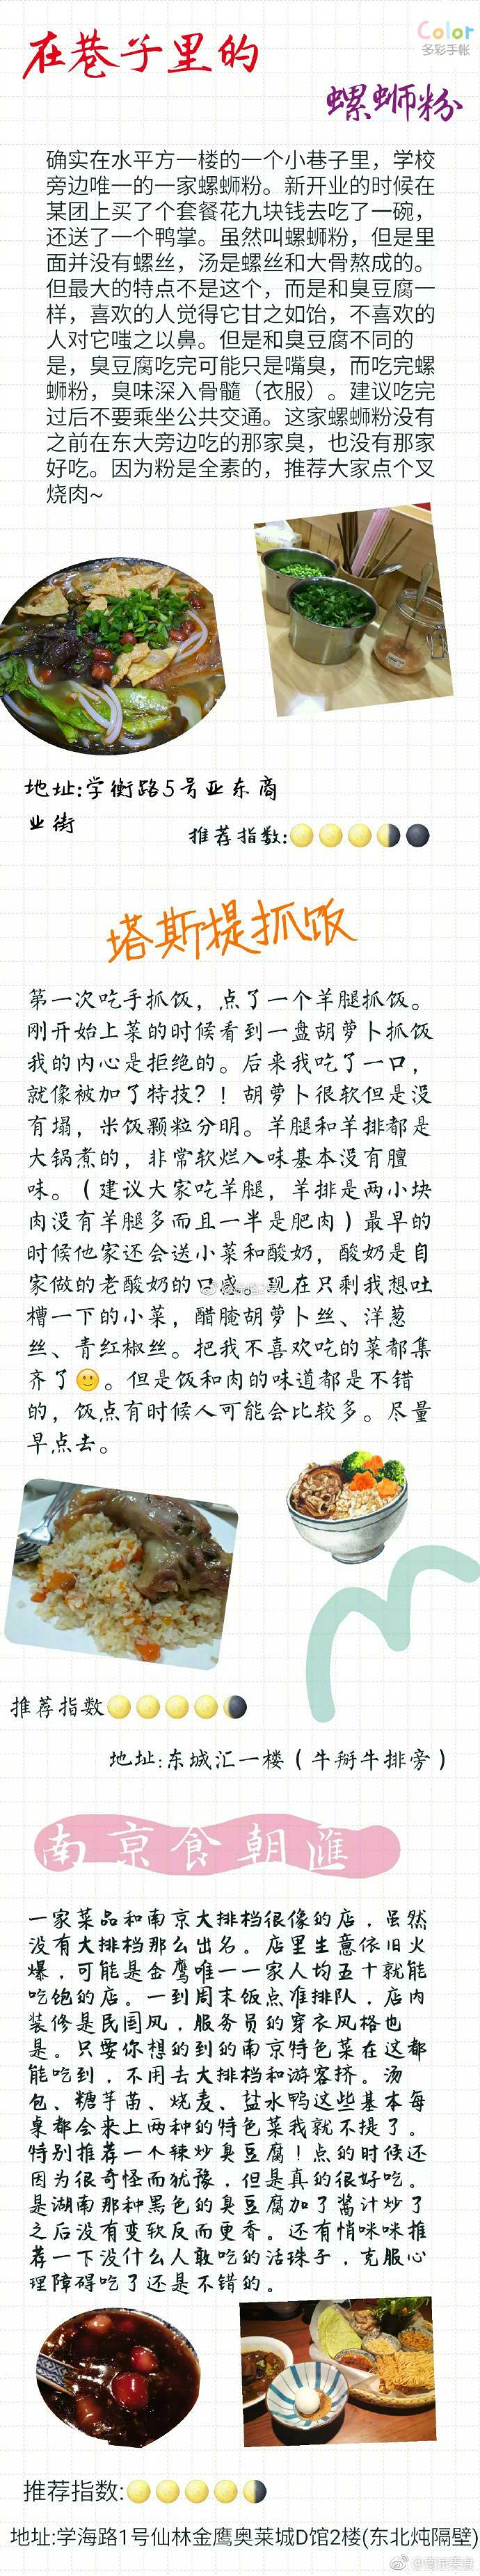 Color
多彩手帐
在巷子里的
螺蛳粉
确实在水平方一楼的一个小巷子里，学校
旁边唯一的一家螺蛳粉。新开业的时候在
某团上买了个套餐花九块钱去吃了一碗，
还送了一个鸭掌。虽然叫螺蛳粉，但是里
面并没有螺丝，汤是螺丝和大骨熬成的。
但最大的特点不是这个，而是和臭豆腐一
样，喜欢的人觉得它甘之如饴，不喜欢的
人对它嗤之以鼻。但是和臭豆腐不同的
是，臭豆腐吃完可能只是嘴臭，而吃完螺
蛳粉，臭味深入骨髓（衣服）。建议吃完
过后不要乘坐公共交通。这家螺蛳粉没有
之前在东大旁边吃的那家臭，也没有那家
好吃。因为粉是全素的，推荐大家点个叉
烧肉~
地址:学衡路5号亚东商
业街
推荐指数:
塔斯提抓饭
第一次吃手抓饭，点了一个羊腿抓饭。
刚开始上菜的时候看到一盘胡萝卜抓饭
我的内心是拒绝的。后来我吃了一口，
就像被加了特技？！胡萝卜很软但是没
有塌，米饭颗粒分明。羊腿和羊排都是
大锅煮的，非常软烂入味基本没有膻
味。（建议大家吃羊腿，羊排是两小块
肉没有羊腿多而且一半是肥肉）最早的
时候他家还会送小菜和酸奶，酸奶是自
家做的老酸奶的口感。现在只剩我想吐
槽一下的小菜，醋腌胡萝卜丝、洋葱
丝、青红椒丝。把我不喜欢吃的菜都集
齐了🙂。但是饭和肉的味道都是不错
的，饭点有时候人可能会比较多。尽量
早点去。
推荐指数
地址:东城汇一楼（牛掰牛排旁）
南京食朝汇
一家菜品和南京大排档很像的店，虽然
没有大排档那么出名。店里生意依旧火
爆，可能是金鹰唯一一家人均五十就能
吃饱的店。一到周末饭点准排队，店内
装修是民国风，服务员的穿衣风格也
是。只要你想的到的南京特色菜在这都
能吃到，不用去大排档和游客挤。汤
包、糖芋苗、烧麦、盐水鸭这些基本每
桌都会来上两种的特色菜我就不提了。
特别推荐一个辣炒臭豆腐！点的时候还
因为很奇怪而犹豫，但是真的很好吃。
是湖南那种黑色的臭豆腐加了酱汁炒了
之后没有变软反而更香。还有悄咪咪推
荐一下没什么人敢吃的活珠子，克服心
理障碍吃了还是不错的。
推荐指数:
地址:学海路1号仙林金鹰奥莱城D馆2楼(东北炖隔壁)